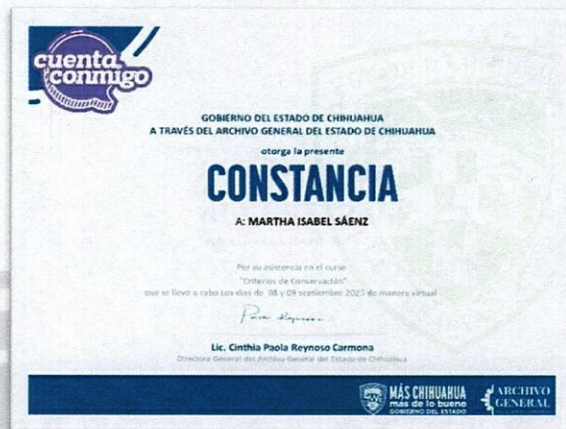 cuenta
conmigo
GOBIERNO DEL ESTADO DE CHIHUAHUA
A TRAVÉS DEL ARCHIVO GENERAL DEL ESTADO DE CHIHUAHUA
otorga la presente
CONSTANCIA
A: MARTHA ISABEL SÁENZ
Por su asistencia en el curso
"Criterios de Conservación"
que se llevo a cabo Los días de 08 y 09 septiembre 2025 de manera virtual
Lic. Cinthia Paola Reynoso Carmona
Directora General del Archivo General del Estado de Chihuahua
MÁS CHIHUAHUA
más de lo bueno
GOBIERNO DEL ESTADO
ARCHIVO
GENERAL